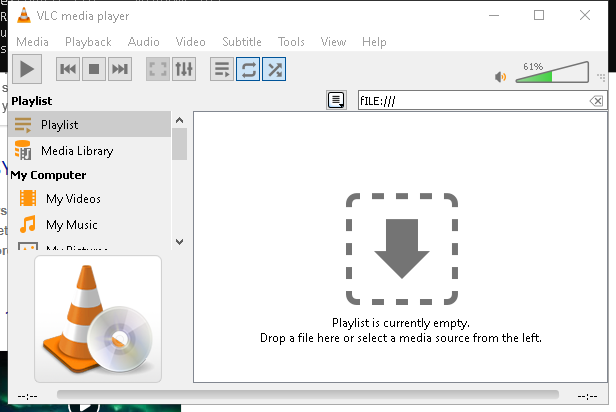 VLC media player
Media Playback Audio Video Subtitle Tools View Help
61%
Playlist
fILE:///
Playlist
Media Library
My Computer
My Videos
My Music
My Pictures
Playlist is currently empty.
Drop a file here or select a media source from the left.
--:-- --:--